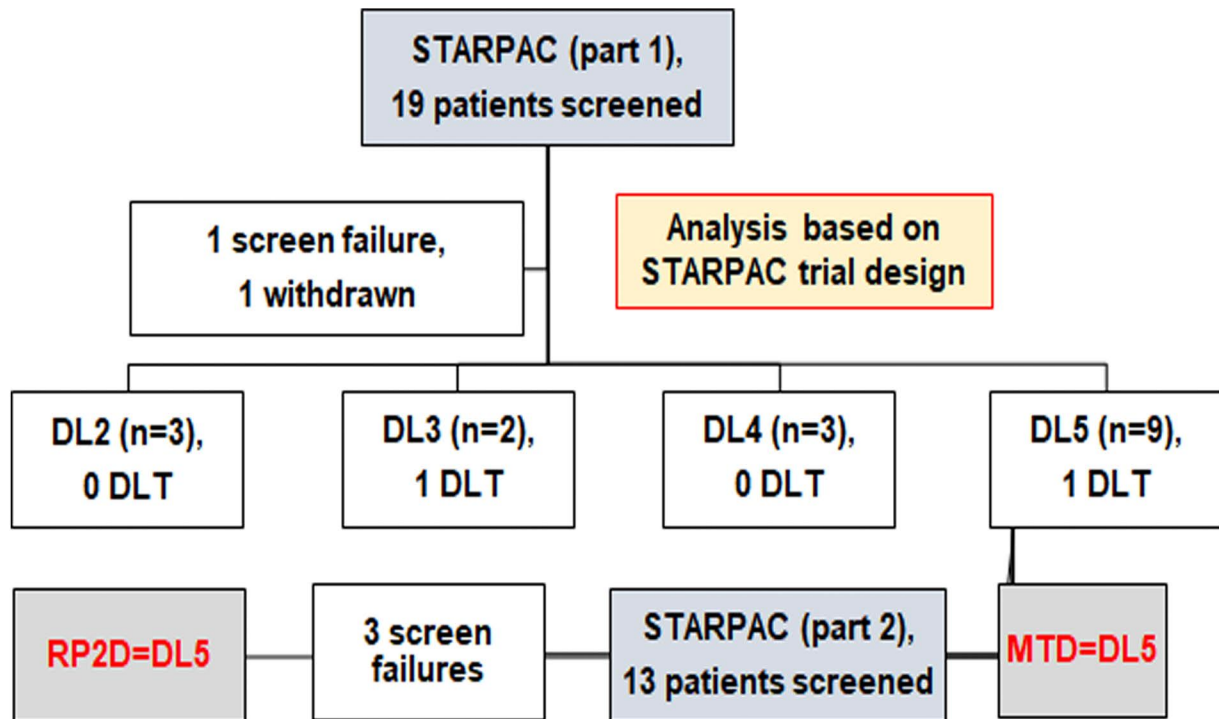 STARPAC (part 1),
19 patients screened
1 screen failure,
1 withdrawn
Analysis based on
STARPAC trial design
DL2 (n=3),
0 DLT
DL3 (n=2),
1 DLT
DL4 (n=3),
0 DLT
DL5 (n=9),
1 DLT
RP2D=DL5
3 screen
failures
STARPAC (part 2),
13 patients screened
MTD=DL5